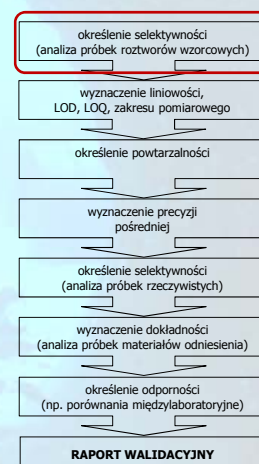 określenie selektywności
(analiza próbek roztworów wzorcowych)
wyznaczenie liniowości,
LOD, LOQ, zakresu pomiarowego
określenie powtarzalności
wyznaczenie precyzji
pośredniej
określenie selektywności
(analiza próbek rzeczywistych)
wyznaczenie dokładności
(analiza próbek materiałów odniesienia)
określenie odporności
(np. porównania międzylaboratoryjne)
RAPORT WALIDACYJNY